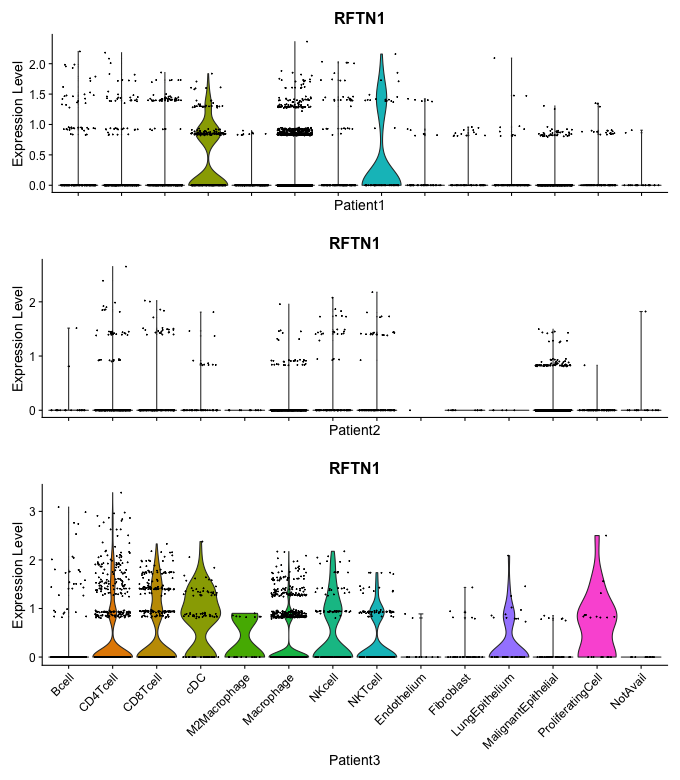 RFTN1
Expression Level
2.0
1.5
1.0
0.5
0.0
Patient1
RFTN1
Expression Level
2
1
0
Patient2
RFTN1
Expression Level
3
2
1
0
Bcell
CD4Tcell
CD8Tcell
cDC
M2Macrophage
Macrophage
NKcell
NKTcell
Endothelium
Fibroblast
LungEpithelium
MalignantEpithelial
ProliferatingCell
NotAvail
Patient3